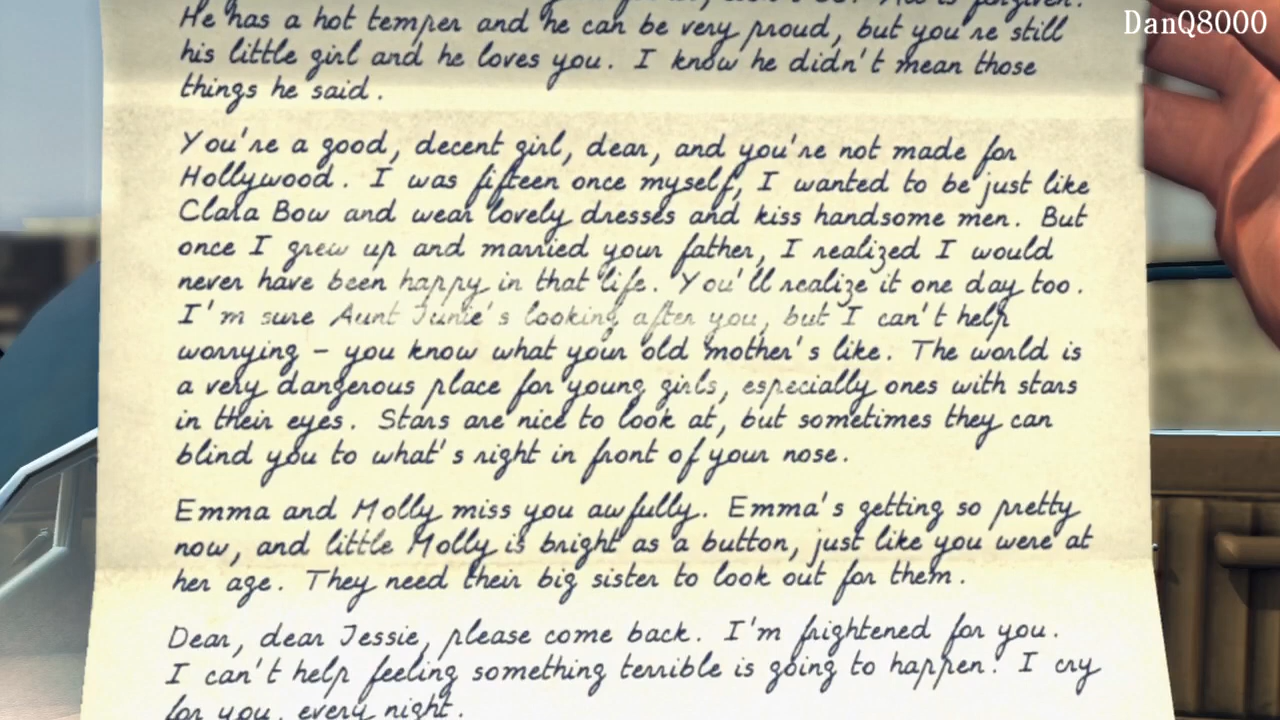 DanQ8000
He has a hot temper and he can be very proud, but you're still
his little girl and he loves you. I know he didn't mean those
things he said.
You're a good, decent girl, dear, and you're not made for
Hollywood. I was fifteen once myself, I wanted to be just like
Clara Bow and wear lovely dresses and kiss handsome men. But
once I grew up and married your father, I realized I would
never have been happy in that life. You'll realize it one day too.
I'm sure Aunt Junie's looking after you, but I can't help
worrying - you know what your old mother's like. The world is
a very dangerous place for young girls, especially ones with stars
in their eyes. Stars are nice to look at, but sometimes they can
blind you to what's right in front of your nose.
Emma and Molly miss you awfully. Emma's getting so pretty
now, and little Molly is bright as a button, just like you were at
her age. They need their big sister to look out for them.
Dear, dear Jessie, please come back. I'm frightened for you.
I can't help feeling something terrible is going to happen. I cry
for you, every night.